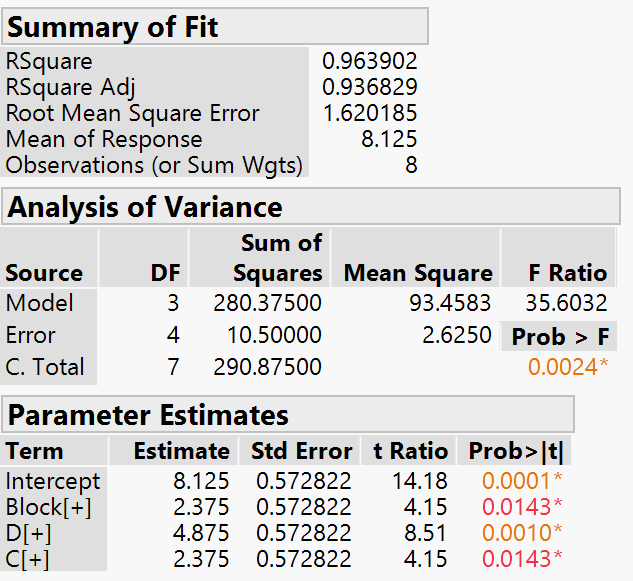 Summary of Fit
RSquare 0.963902
RSquare Adj 0.936829
Root Mean Square Error 1.620185
Mean of Response 8.125
Observations (or Sum Wgts) 8
Analysis of Variance
Sum of
Source DF Squares Mean Square F Ratio
Model 3 280.37500 93.4583 35.6032
Error 4 10.50000 2.6250 Prob > F
C. Total 7 290.87500 0.0024*
Parameter Estimates
Term Estimate Std Error t Ratio Prob>|t|
Intercept 8.125 0.572822 14.18 0.0001*
Block[+] 2.375 0.572822 4.15 0.0143*
D[+] 4.875 0.572822 8.51 0.0010*
C[+] 2.375 0.572822 4.15 0.0143*